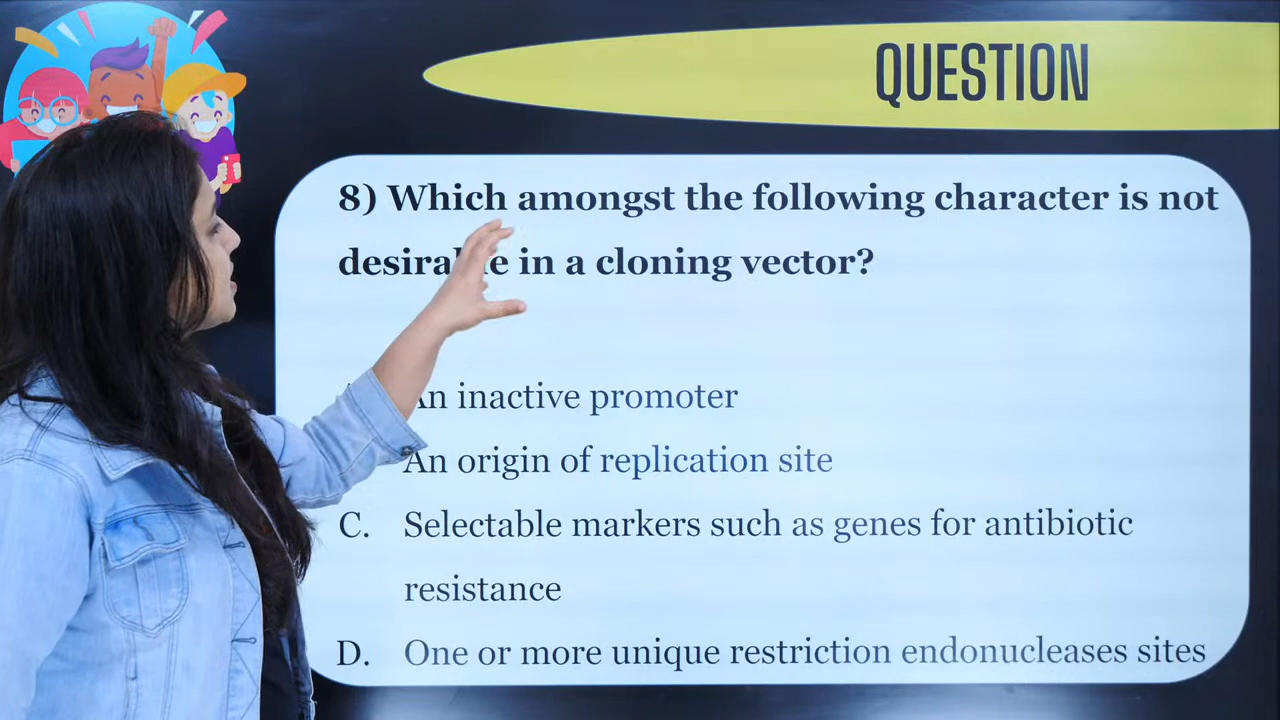 QUESTION
8) Which amongst the following character is not
in a cloning vector?
An inactive promoter
An origin of replication site
C. Selectable markers such as genes for antibiotic
resistance
D. One or more unique restriction endonucleases sites